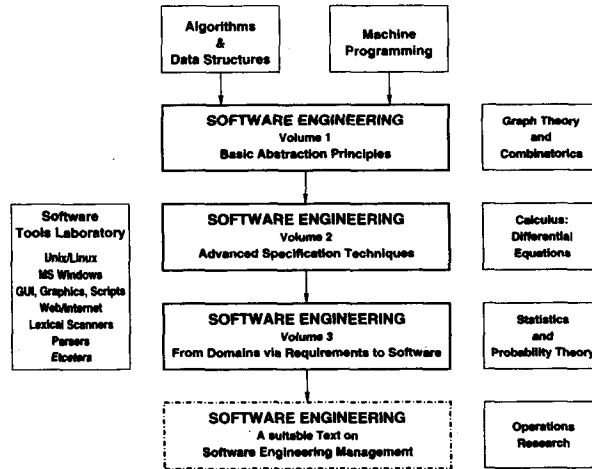 Algorithms
&
Data Structures
Machine
Programming
SOFTWARE ENGINEERING
Volume 1
Basic Abstraction Principles
Graph Theory
and
Combinatorics
Software
Tools Laboratory
Unix/Linux
MS Windows
GUI, Graphics, Scripts
Web/Internet
Lexical Scanners
Parsers
Etcetera
SOFTWARE ENGINEERING
Volume 2
Advanced Specification Techniques
Calculus:
Differential
Equations
SOFTWARE ENGINEERING
Volume 3
From Domains via Requirements to Software
Statistics
and
Probability Theory
SOFTWARE ENGINEERING
A suitable Text on
Software Engineering Management
Operations
Research